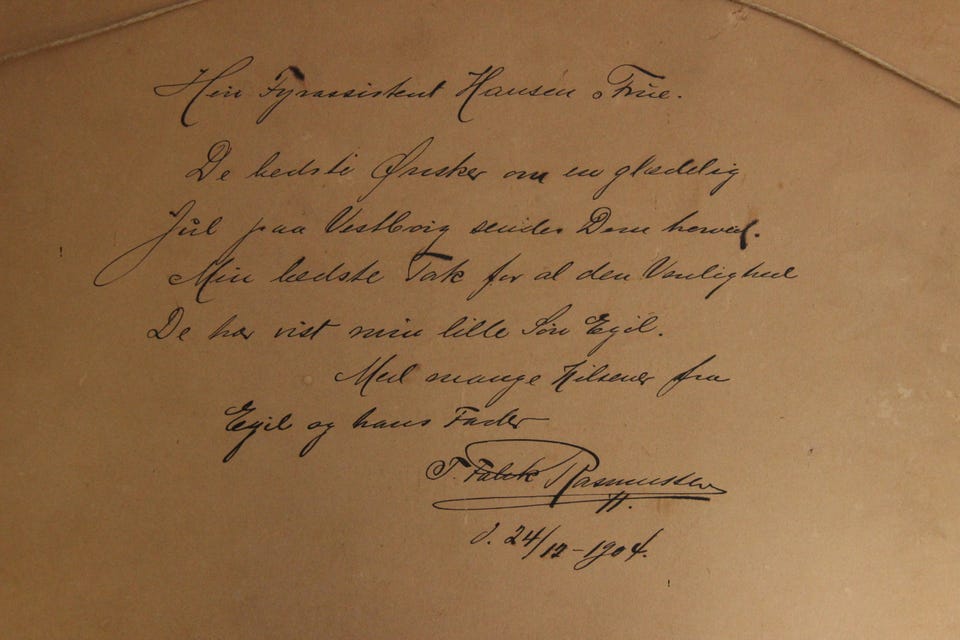 Hr. Fyrassistent Hansen & Frue.
De bedste Ønsker om en glædelig
Jul paa Vestborg sendes Dem herved.
Min bedste Tak for al den Venlighed
De har vist min lille Søn Egil.
Med mange Hilsener fra
Egil og hans Fader
Falck Rasmussen
d. 24/12-1904.